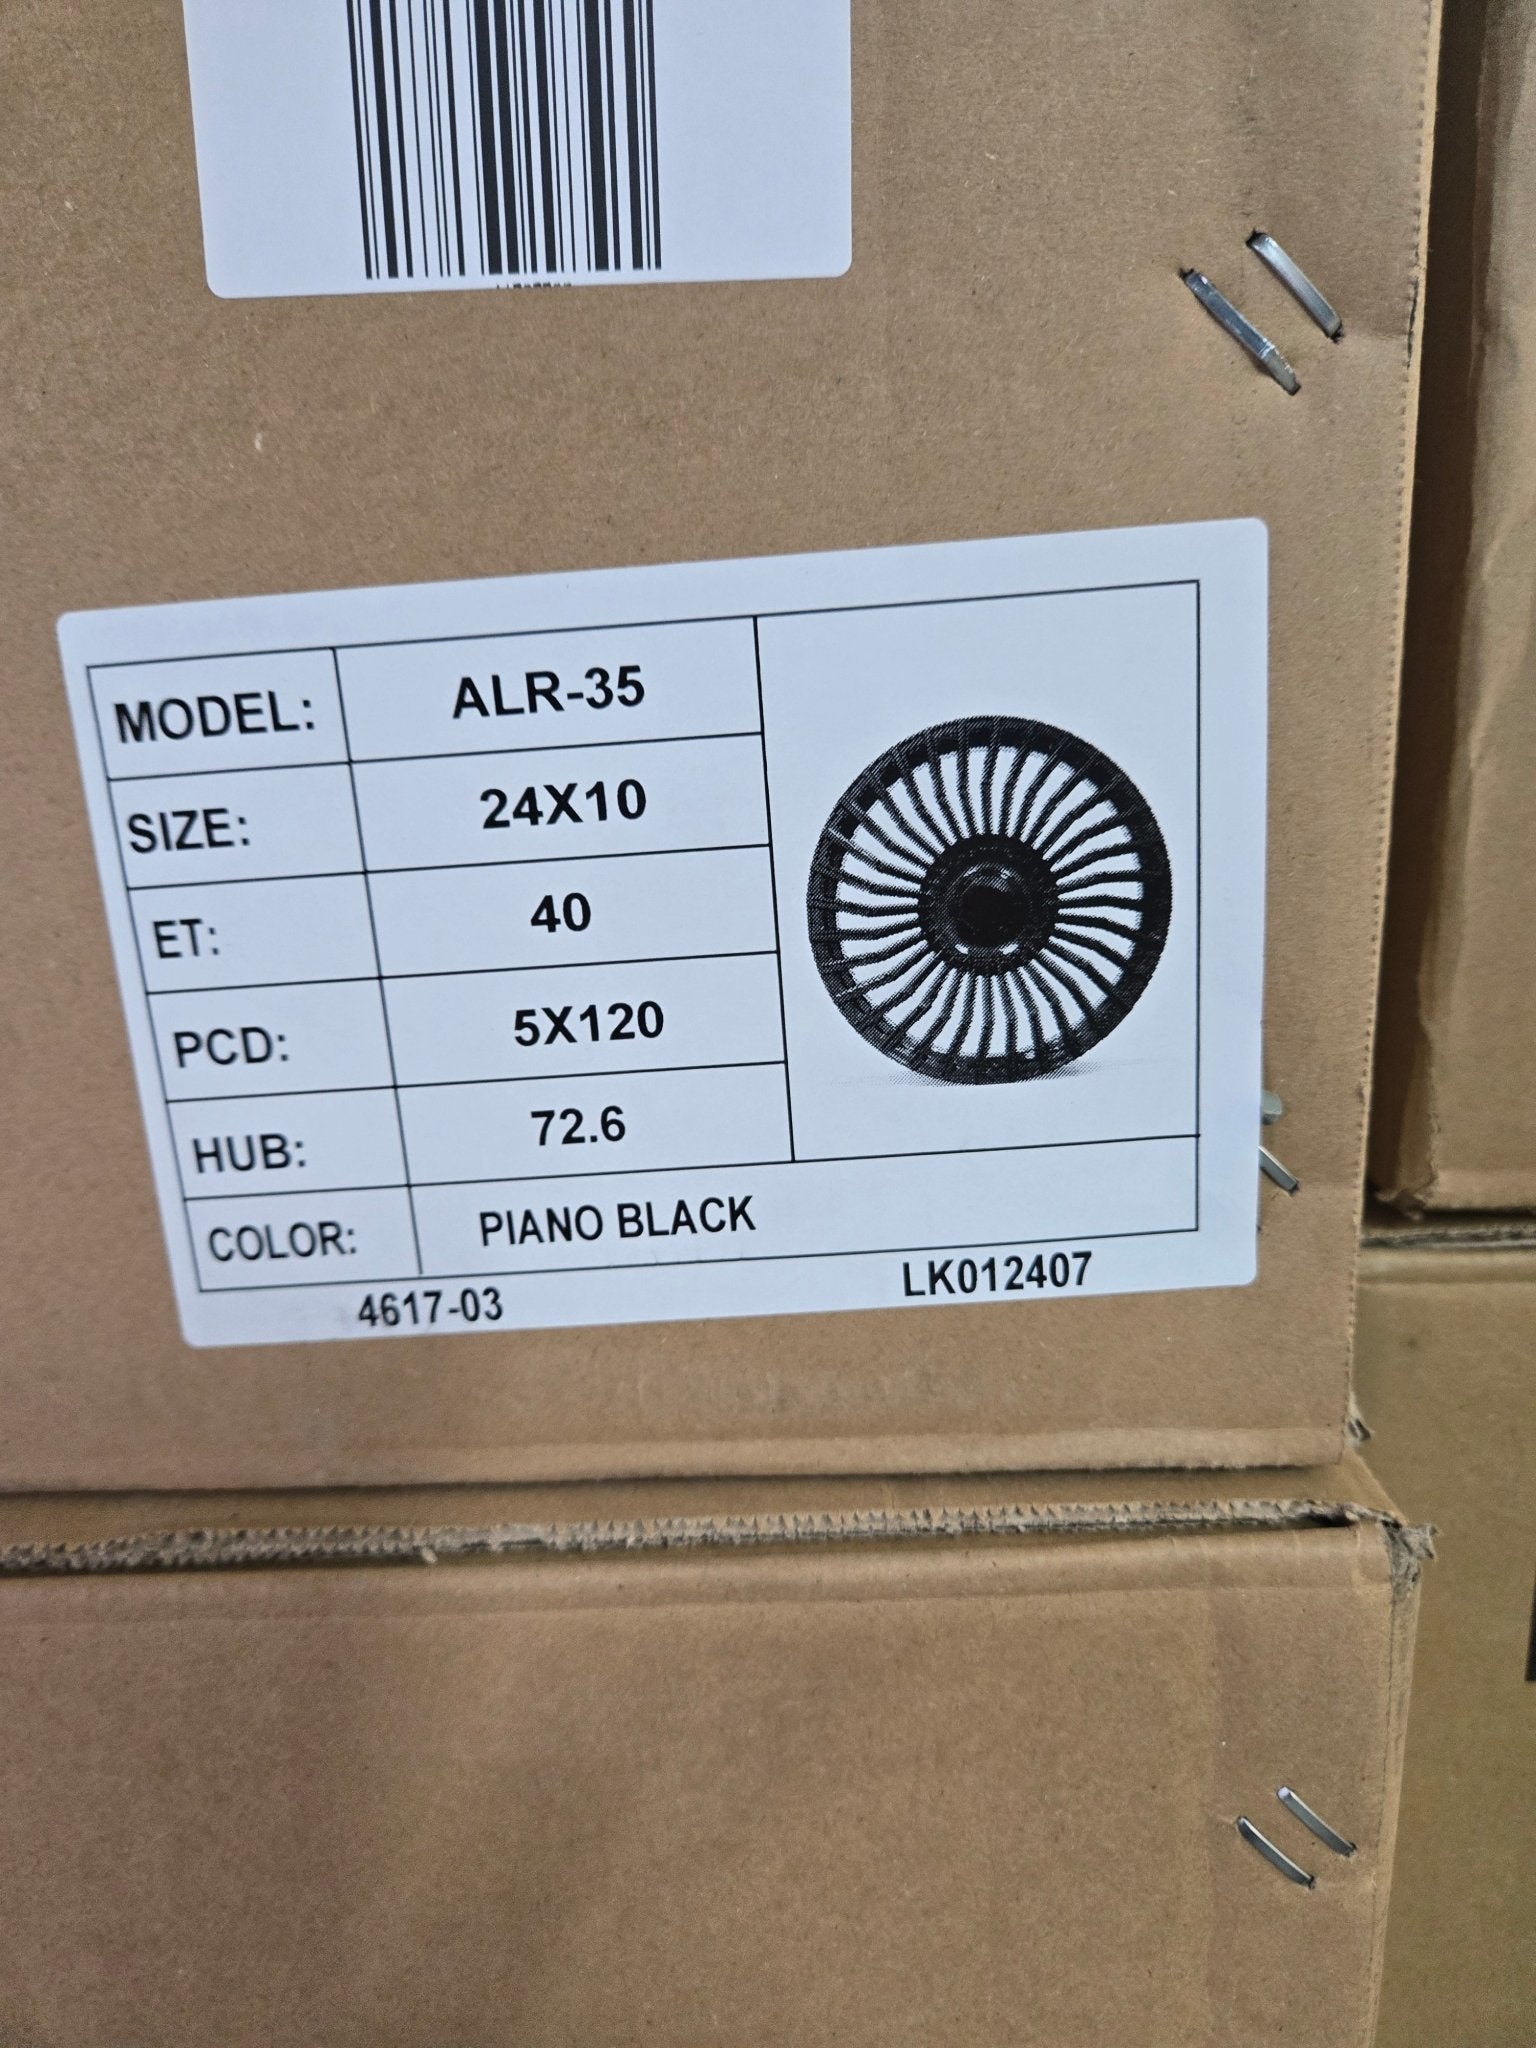 MODEL: ALR-35
SIZE: 24X10
ET: 40
PCD: 5X120
HUB: 72.6
COLOR: PIANO BLACK
4617-03 LK012407